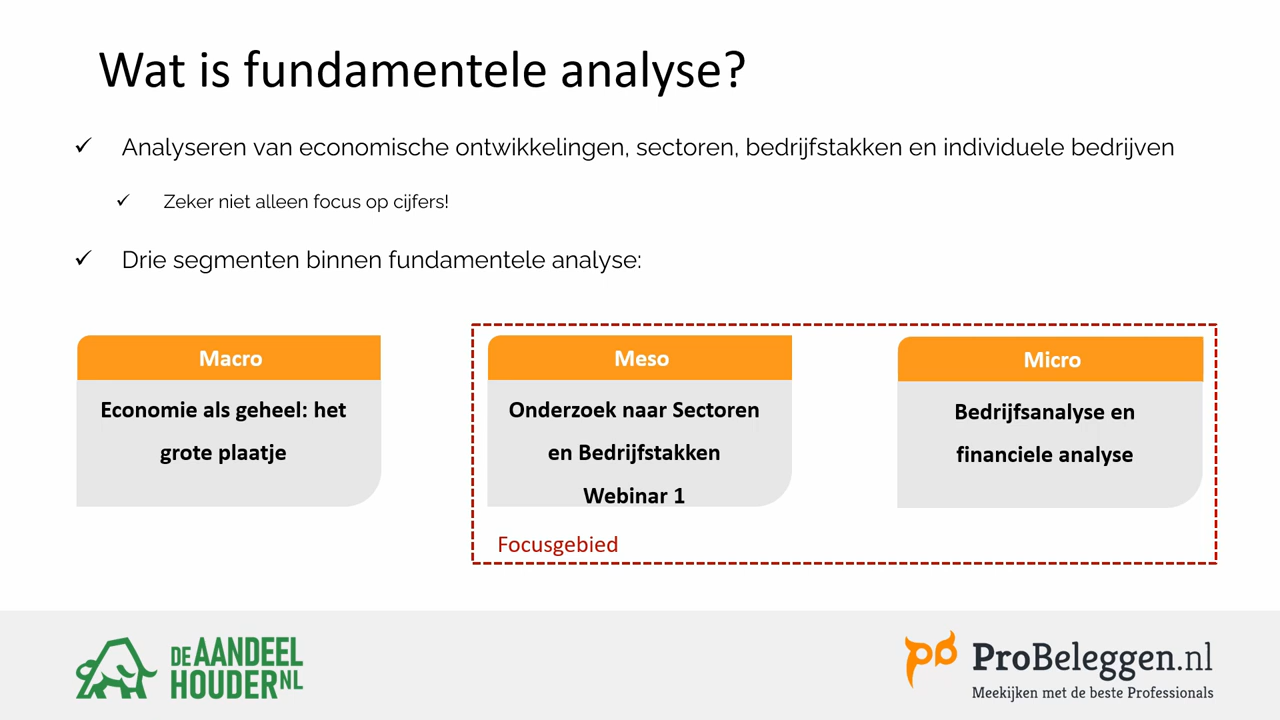 Wat is fundamentele analyse?
Analyseren van economische ontwikkelingen, sectoren, bedrijfstakken en individuele bedrijven
Zeker niet alleen focus op cijfers!
Drie segmenten binnen fundamentele analyse:
Macro
Economie als geheel: het
grote plaatje
Meso
Onderzoek naar Sectoren
en Bedrijfstakken
Webinar 1
Micro
Bedrijfsanalyse en
financiele analyse
Focusgebied
DE AANDEEL
HOUDER NL
ProBeleggen.nl
Meekijken met de beste Professionals